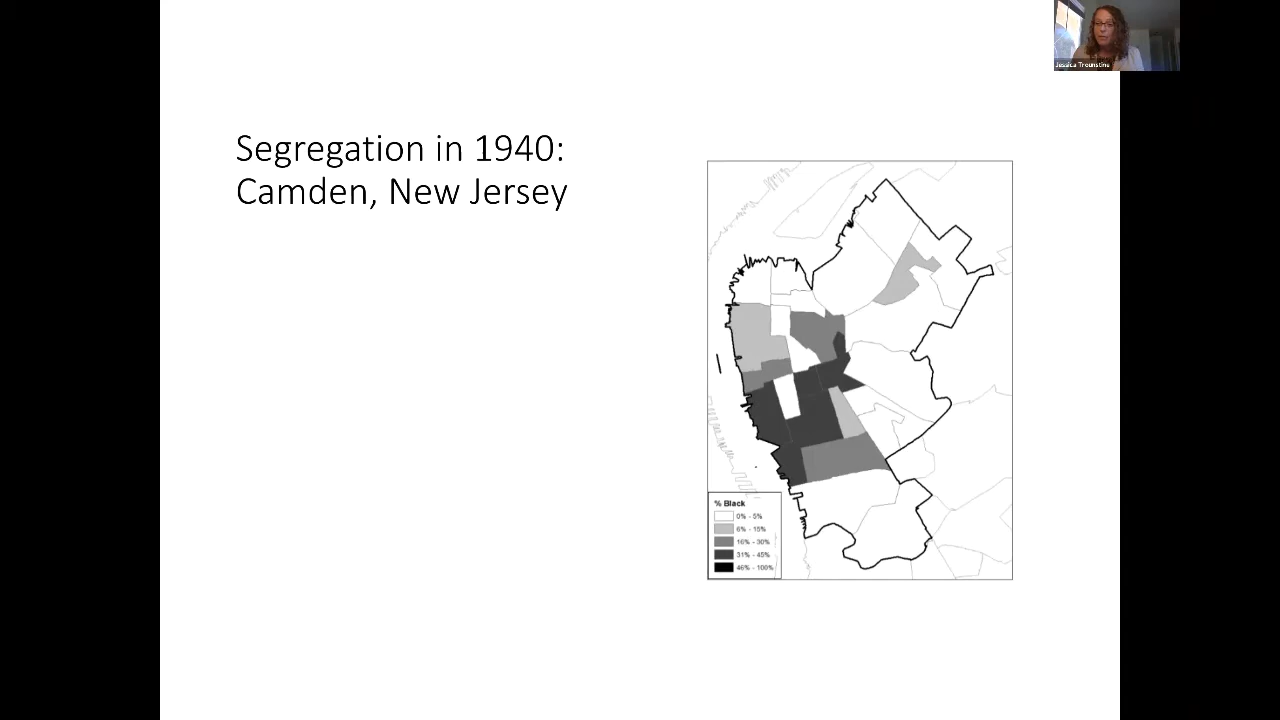 Segregation in 1940:
Camden, New Jersey
Jessica Trounstine
% Black
0% - 5%
6% - 15%
16% - 30%
31% - 45%
46% - 100%